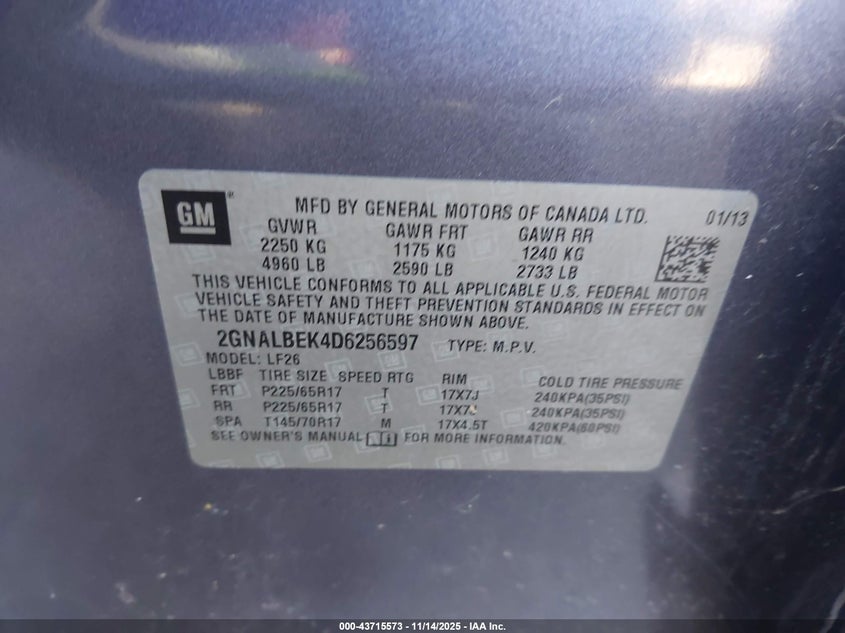 GM®
MFD BY GENERAL MOTORS OF CANADA LTD. 01/13
GVWR GAWR FRT GAWR RR
2250 KG 1175 KG 1240 KG
4960 LB 2590 LB 2733 LB
THIS VEHICLE CONFORMS TO ALL APPLICABLE U.S. FEDERAL MOTOR
VEHICLE SAFETY AND THEFT PREVENTION STANDARDS IN EFFECT ON
THE DATE OF MANUFACTURE SHOWN ABOVE.
2GNALBEK4D6256597 TYPE: M.P.V.
MODEL: LF26
LBBF TIRE SIZE SPEED RTG RIM COLD TIRE PRESSURE
FRT P225/65R17 T 17X7J 240KPA(35PSI)
RR P225/65R17 T 17X7J 240KPA(35PSI)
SPA T145/70R17 M 17X4.5T 420KPA(60PSI)
SEE OWNER'S MANUAL FOR MORE INFORMATION.
000-43715573 | 11/14/2025 - IAA Inc.